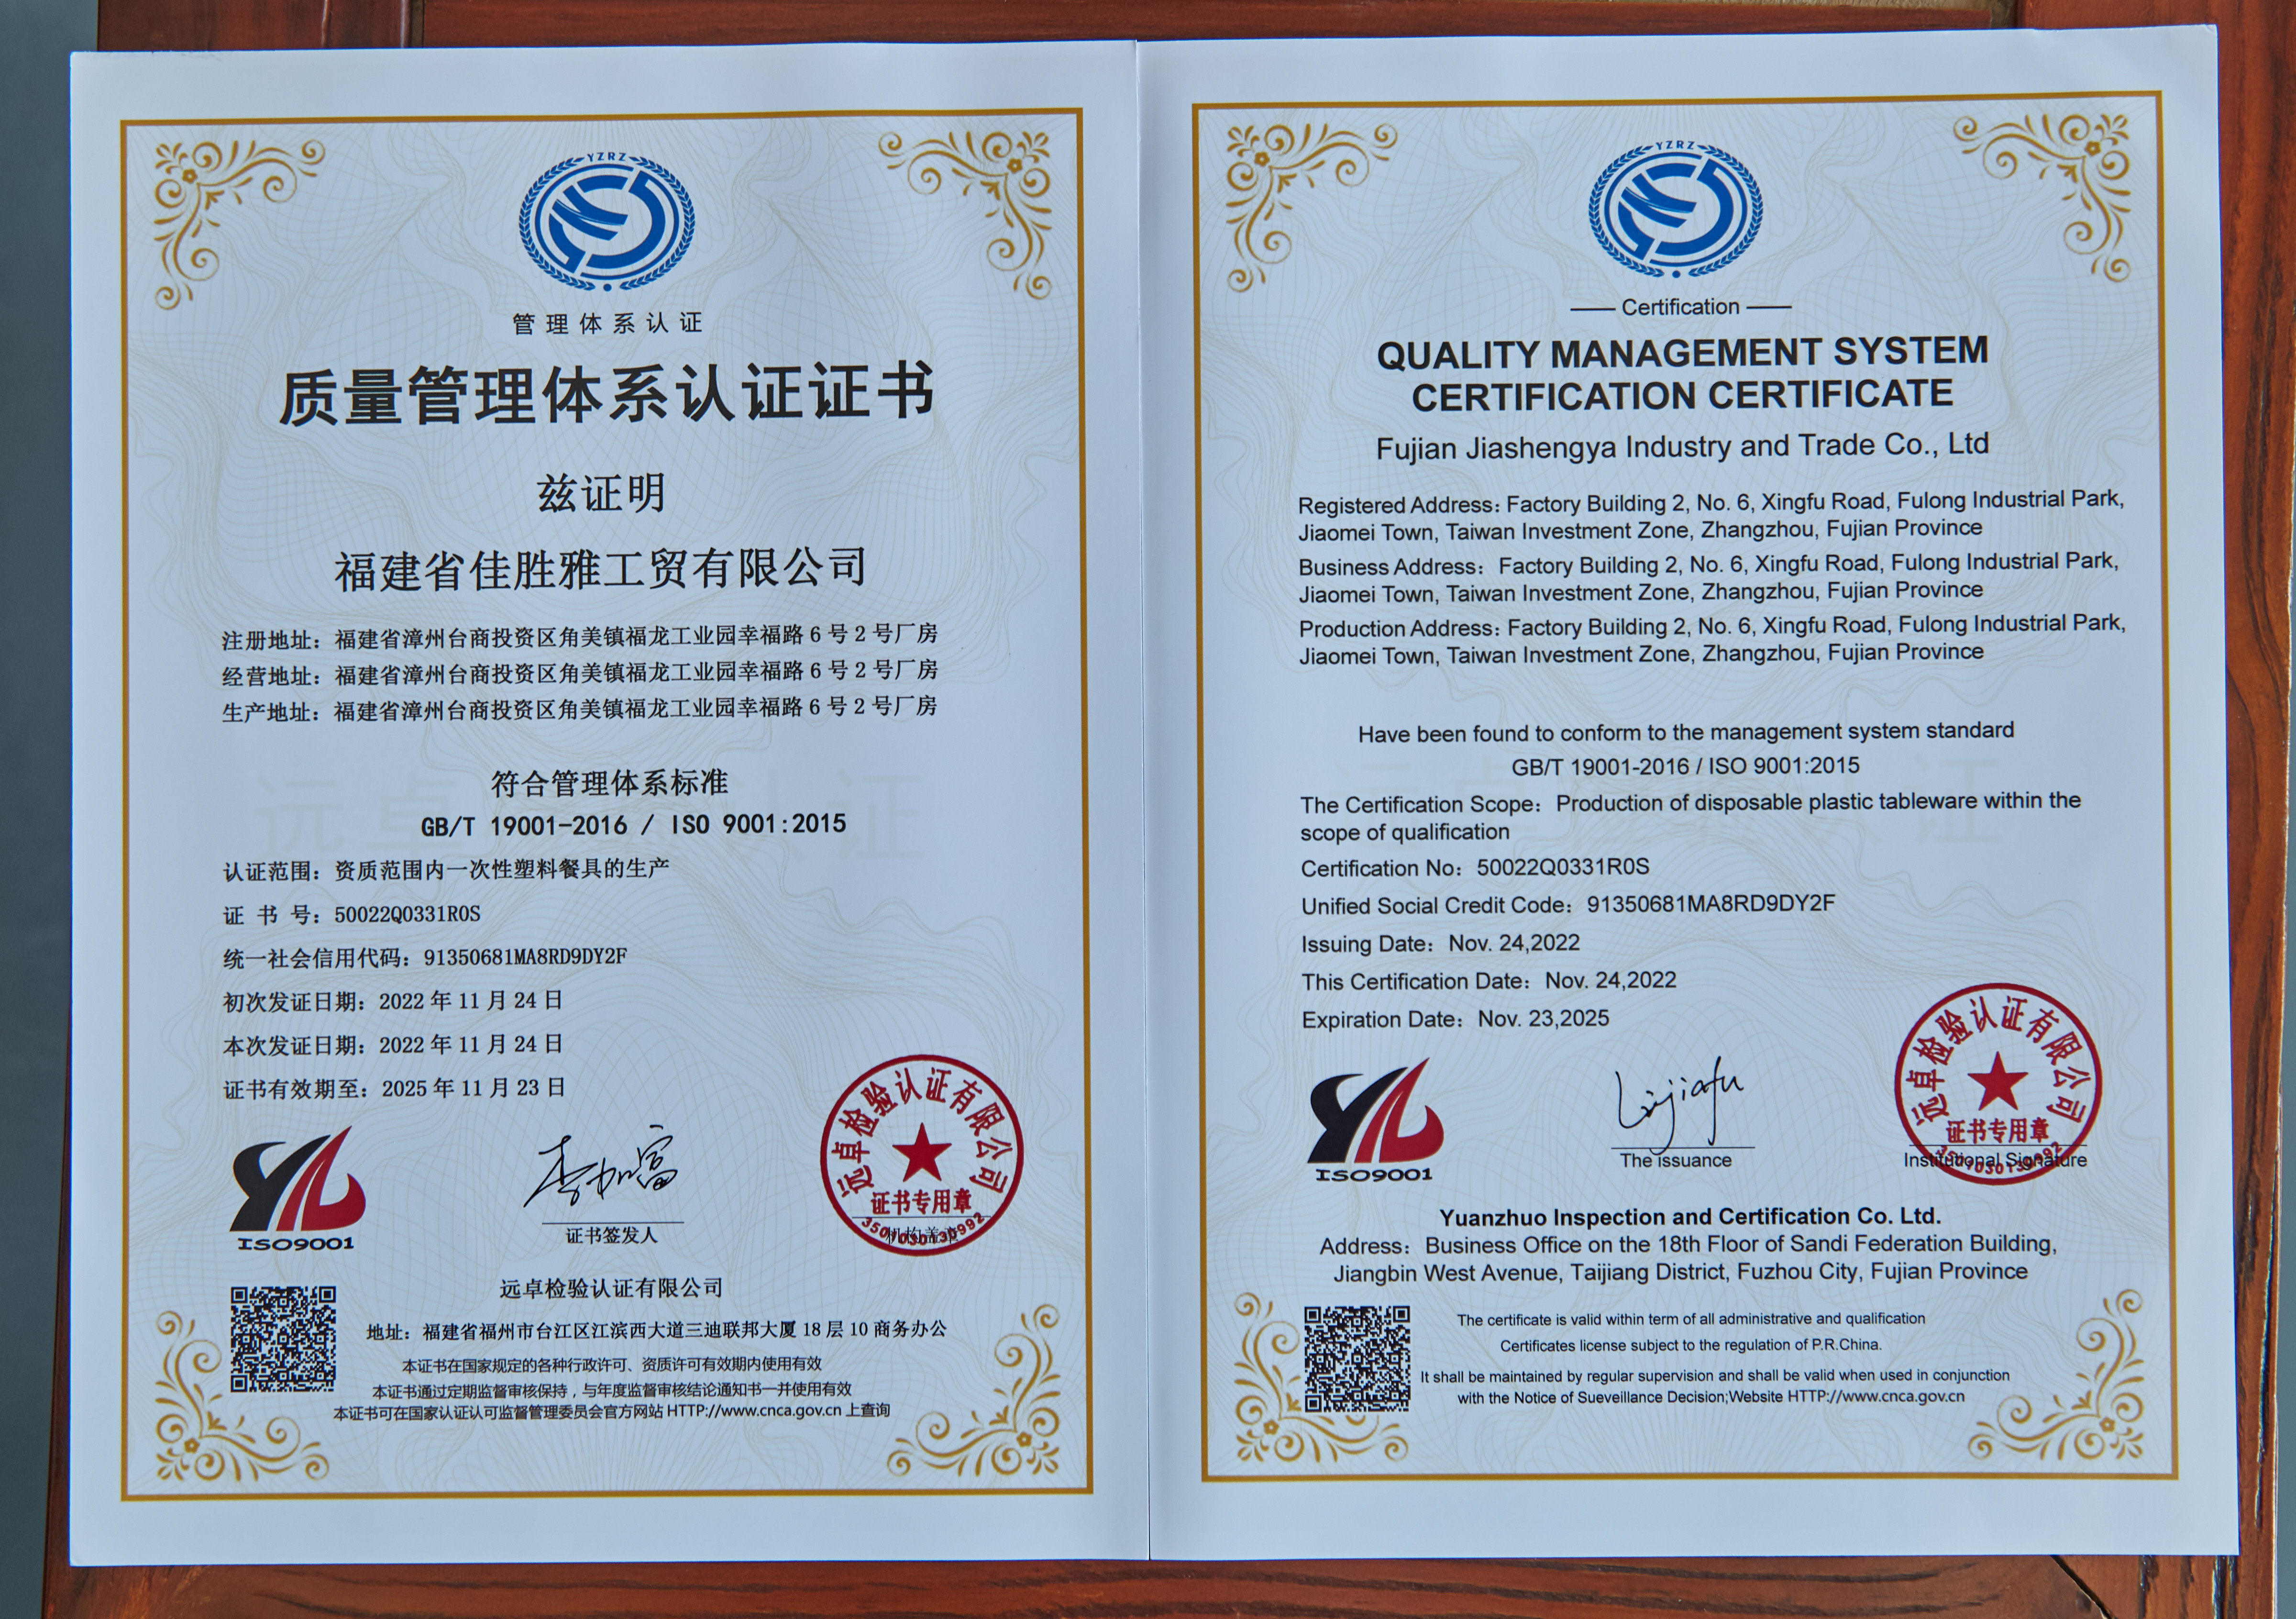 YZRZ
管理体系认证
质量管理体系认证证书
兹证明
福建省佳胜雅工贸有限公司
注册地址：福建省漳州台商投资区角美镇福龙工业园幸福路 6 号 2 号厂房
经营地址：福建省漳州台商投资区角美镇福龙工业园幸福路 6 号 2 号厂房
生产地址：福建省漳州台商投资区角美镇福龙工业园幸福路 6 号 2 号厂房
符合管理体系标准
GB/T 19001-2016 / ISO 9001:2015
认证范围：资质范围内一次性塑料餐具的生产
证 书 号：50022Q0331R0S
统一社会信用代码：91350681MA8RD9DY2F
初次发证日期：2022 年 11 月 24 日
本次发证日期：2022 年 11 月 24 日
证书有效期至：2025 年 11 月 23 日
ISO9001
李加富
证书签发人
远卓检验认证有限公司
证书专用章
机构盖章
远卓检验认证有限公司
地址：福建省福州市台江区江滨西大道三迪联邦大厦 18 层 10 商务办公
本证书在国家规定的各种行政许可、资质许可有效期内使用有效
本证书通过定期监督审核保持，与年度监督审核结论通知书一并使用有效
本证书可在国家认证认可监督管理委员会官方网站 HTTP://www.cnca.gov.cn 上查询
YZRZ
Certification
QUALITY MANAGEMENT SYSTEM
CERTIFICATION CERTIFICATE
Fujian Jiashengya Industry and Trade Co., Ltd
Registered Address: Factory Building 2, No. 6, Xingfu Road, Fulong Industrial Park,
Jiaomei Town, Taiwan Investment Zone, Zhangzhou, Fujian Province
Business Address: Factory Building 2, No. 6, Xingfu Road, Fulong Industrial Park,
Jiaomei Town, Taiwan Investment Zone, Zhangzhou, Fujian Province
Production Address: Factory Building 2, No. 6, Xingfu Road, Fulong Industrial Park,
Jiaomei Town, Taiwan Investment Zone, Zhangzhou, Fujian Province
Have been found to conform to the management system standard
GB/T 19001-2016 / ISO 9001:2015
The Certification Scope: Production of disposable plastic tableware within the
scope of qualification
Certification No: 50022Q0331R0S
Unified Social Credit Code: 91350681MA8RD9DY2F
Issuing Date: Nov. 24,2022
This Certification Date: Nov. 24,2022
Expiration Date: Nov. 23,2025
ISO9001
Lijiafu
The issuance
远卓检验认证有限公司
证书专用章
Institutional Signature
Yuanzhuo Inspection and Certification Co. Ltd.
Address: Business Office on the 18th Floor of Sandi Federation Building,
Jiangbin West Avenue, Taijiang District, Fuzhou City, Fujian Province
The certificate is valid within term of all administrative and qualification
Certificates license subject to the regulation of P.R.China.
It shall be maintained by regular supervision and shall be valid when used in conjunction
with the Notice of Sueveillance Decision;Website HTTP://www.cnca.gov.cn